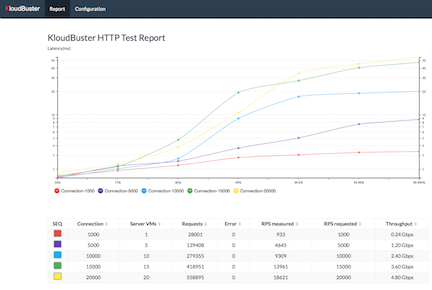 KloudBuster Report Configuration
KloudBuster HTTP Test Report
Latency(ms)
Connection-1000 Connection-5000 Connection-10000 Connection-15000 Connection-20000
SEQ Connection Server VMs Requests Error RPS measured RPS requested Throughput
1000 1 28001 0 933 1000 0.24 Gbps
5000 5 139408 0 4645 5000 1.20 Gbps
10000 10 279355 0 9309 10000 2.40 Gbps
15000 15 418951 0 13961 15000 3.60 Gbps
20000 20 558895 0 18621 20000 4.80 Gbps